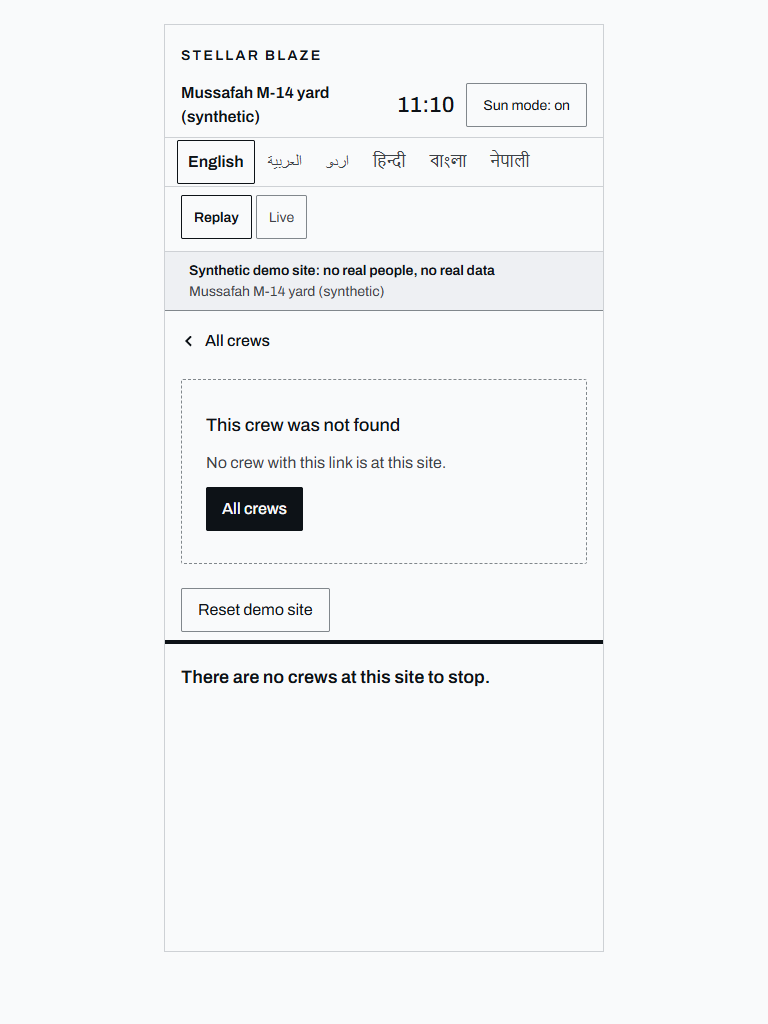 STELLAR BLAZE
Mussafah M-14 yard
(synthetic)
11:10
Sun mode: on
English
العربية
اردو
हिन्दी
বাংলা
नेपाली
Replay
Live
Synthetic demo site: no real people, no real data
Mussafah M-14 yard (synthetic)
All crews
This crew was not found
No crew with this link is at this site.
All crews
Reset demo site
There are no crews at this site to stop.